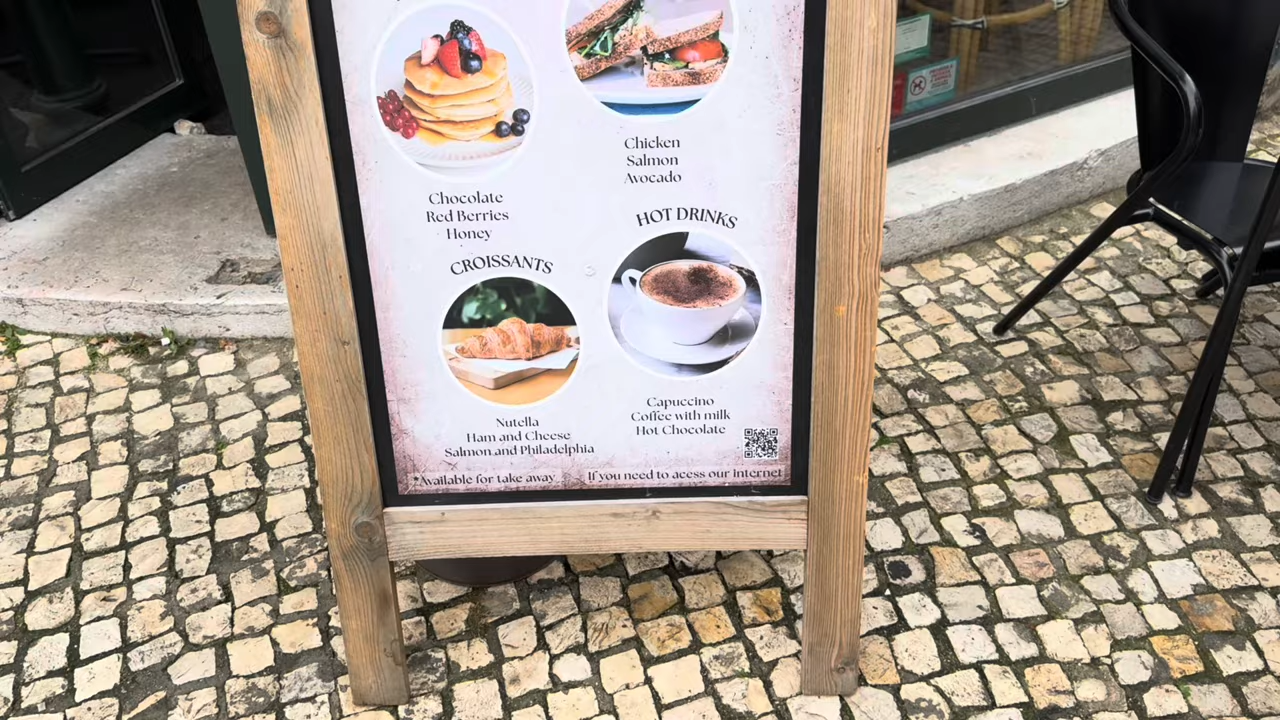 Chocolate
Red Berries
Honey
Chicken
Salmon
Avocado
CROISSANTS
Nutella
Ham and Cheese
Salmon and Philadelphia
HOT DRINKS
Capuccino
Coffee with milk
Hot Chocolate
*Available for take away
If you need to acess our Internet